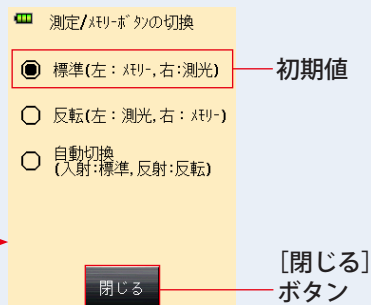 測定/ﾒﾓﾘｰﾎﾞﾀﾝの切換
標準(左：ﾒﾓﾘｰ,右:測光)
初期値
反転(左：測光,右：ﾒﾓﾘｰ)
自動切換
(入射:標準,反射:反転)
[閉じる]
ボタン
閉じる